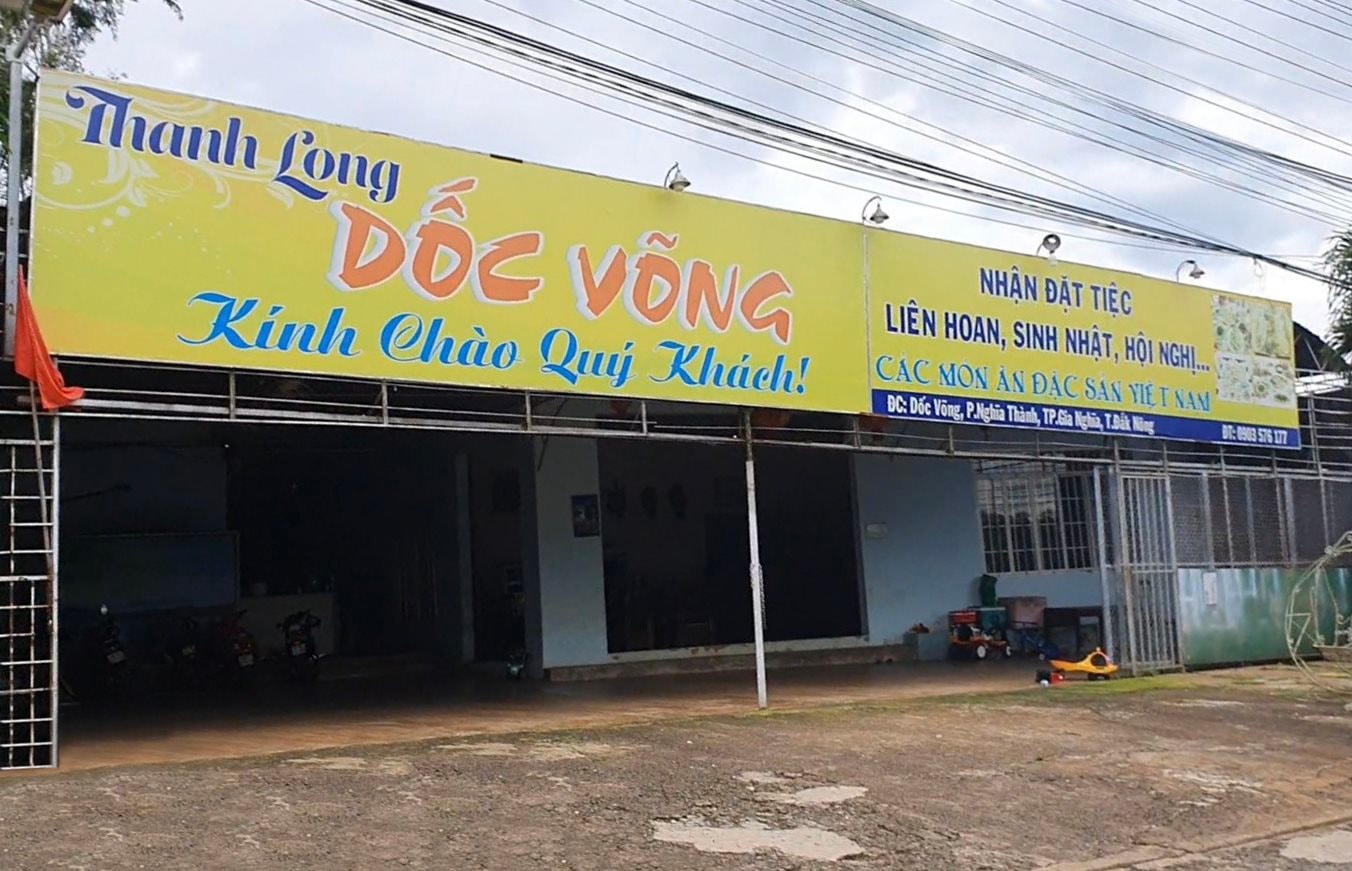 Thanh Long
DỐC VÕNG
Kính Chào Quý Khách!
NHẬN ĐẶT TIỆC
LIÊN HOAN, SINH NHẬT, HỘI NGHỊ...
CÁC MÓN ĂN ĐẶC SẢN VIỆT NAM
ĐC: Dốc Võng, P.Nghĩa Thành, TP.Gia Nghĩa, T.Đắk Nông
ĐT: 0903 576 177